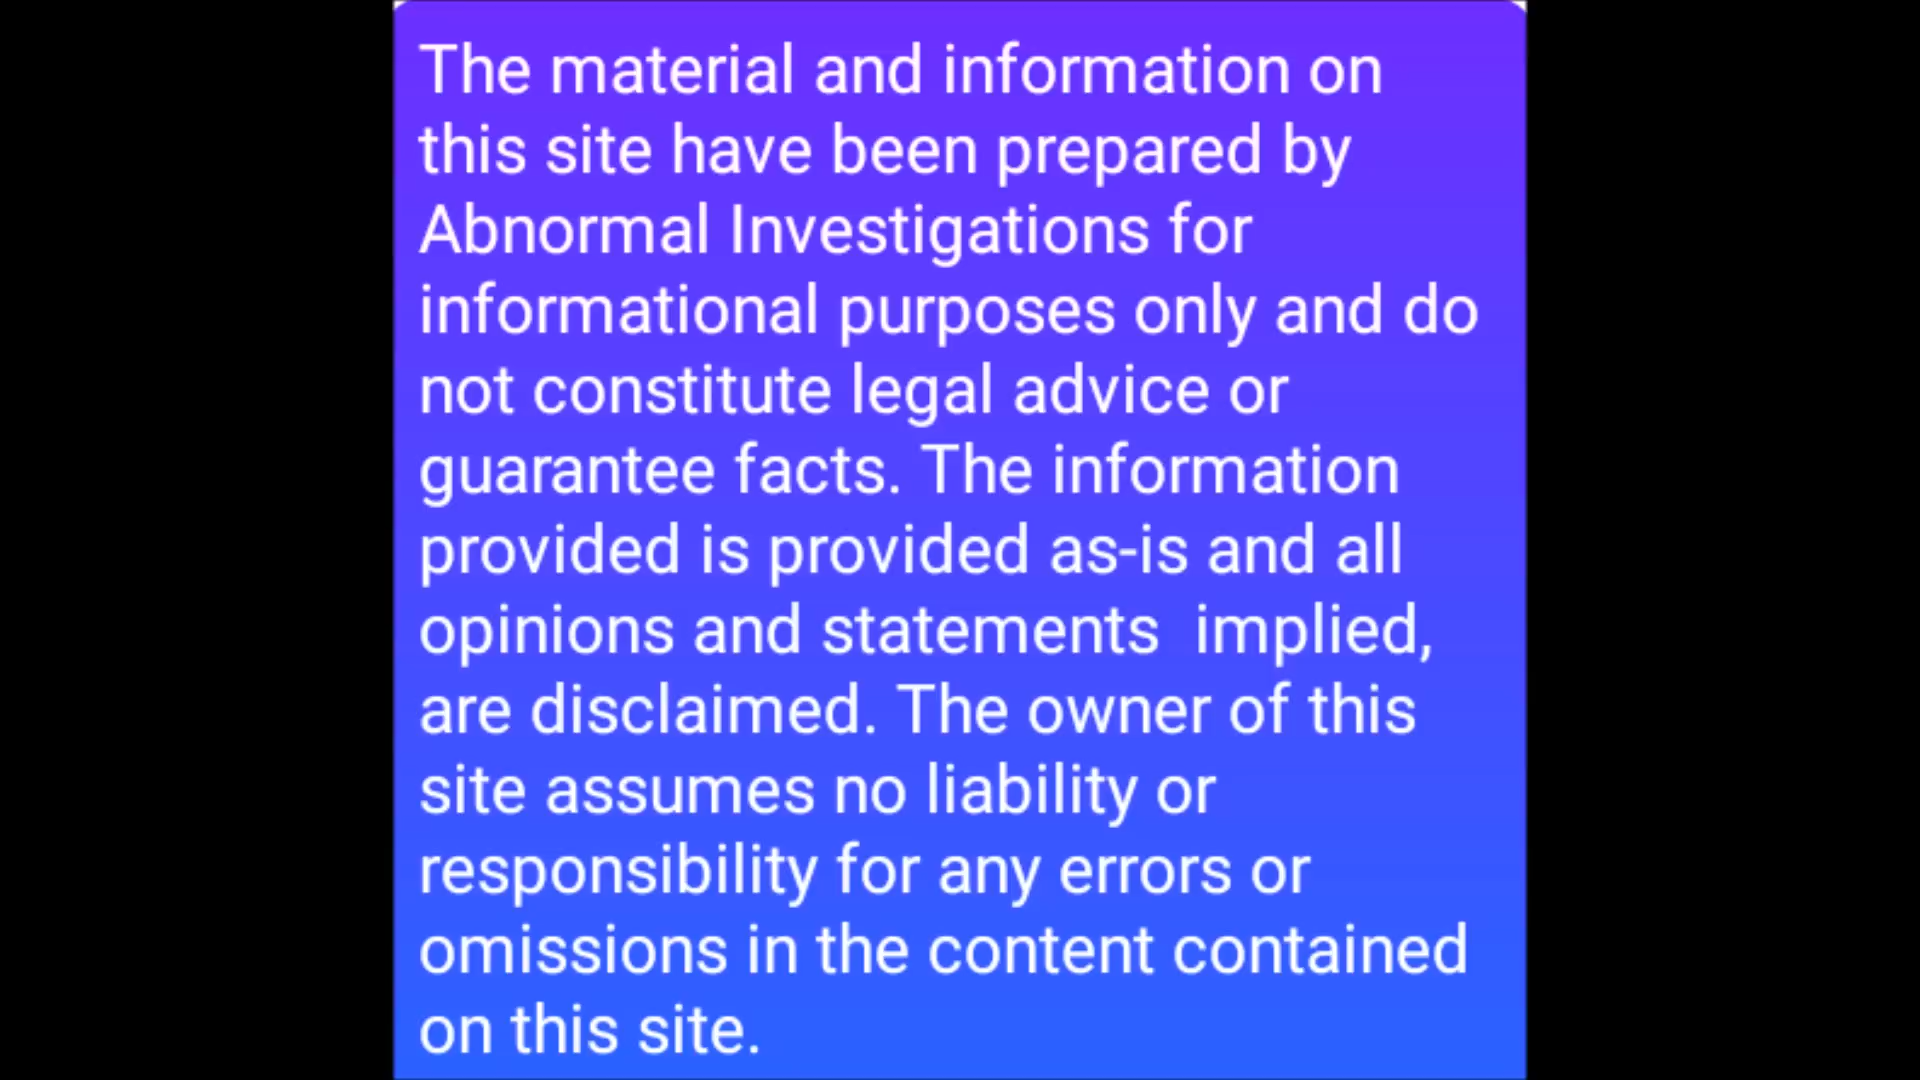 The material and information on
this site have been prepared by
Abnormal Investigations for
informational purposes only and do
not constitute legal advice or
guarantee facts. The information
provided is provided as-is and all
opinions and statements  implied,
are disclaimed. The owner of this
site assumes no liability or
responsibility for any errors or
omissions in the content contained
on this site.